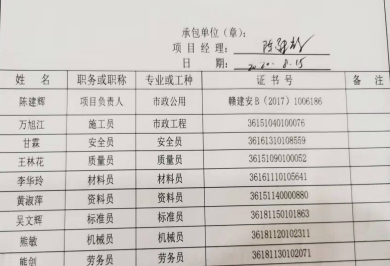 承包单位（章）：
项目经理：
日期：2020.8.15
姓名 职务或职称 专业或工种 证书号 备注
陈建辉 项目负责人 市政公用 赣建安B（2017）1006186
万旭江 施工员 市政工程 36151040100076
甘霖 安全员 安全员 36161310108559
王林花 质量员 质量员 36151090100052
李华玲 材料员 材料员 36161110105641
黄淑萍 资料员 资料员 36151140000880
吴文辉 标准员 标准员 36181150101863
熊敏 机械员 机械员 36181120102311
熊剑 劳务员 劳务员 36181130102071